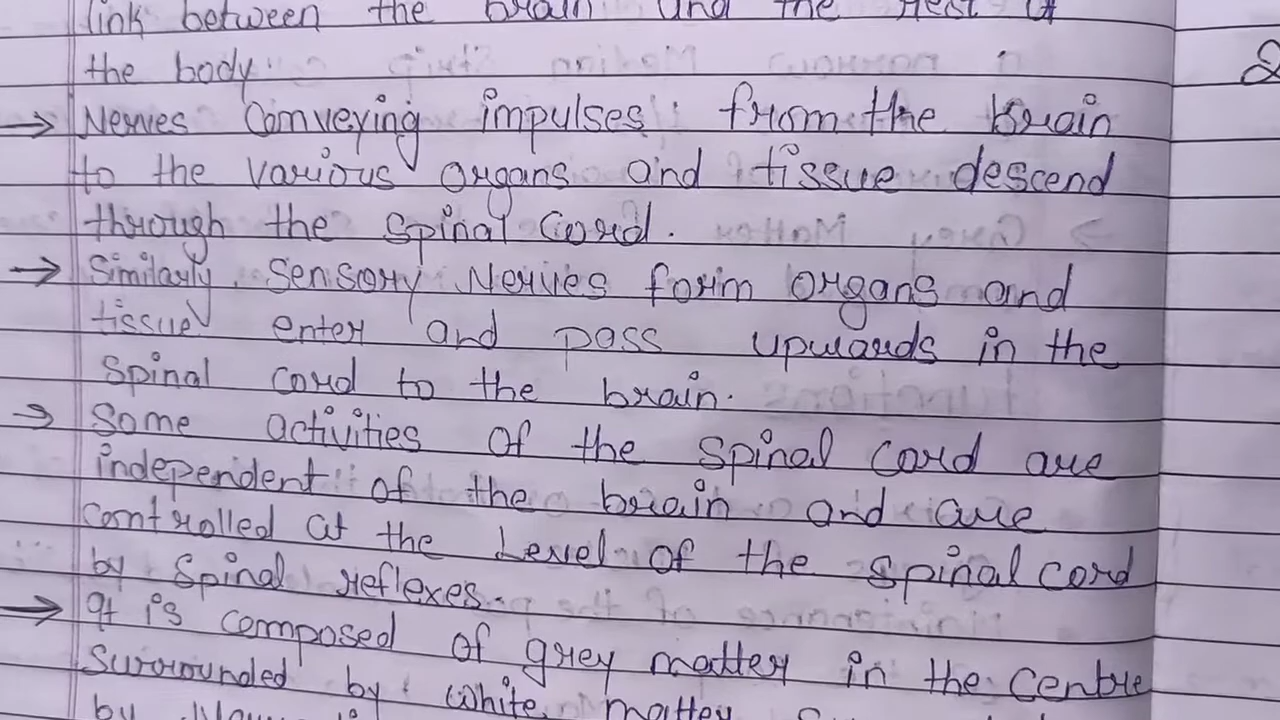 link between the brain and the rest of
the body.
→ Nerves Conveying impulses from the brain
to the various organs and tissue descend
through the spinal Cord.
→ Similarly, Sensory Nerves form organs and
tissue enter and pass upwards in the
Spinal cord to the brain.
→ Some activities of the spinal cord are
independent of the brain and are
controlled at the Level of the spinal cord
by spinal reflexes.
→ It is composed of grey matter in the Centre
Surrounded by white matter
by